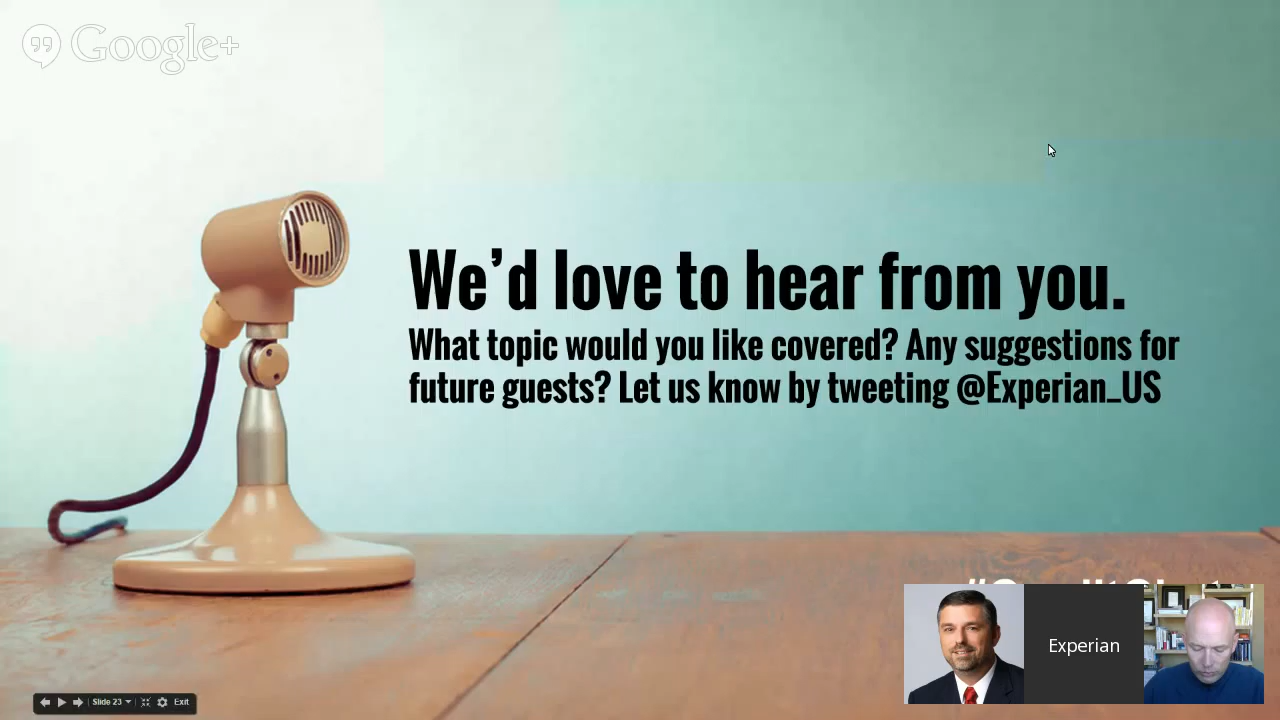 Google+
We’d love to hear from you.
What topic would you like covered? Any suggestions for
future guests? Let us know by tweeting @Experian_US
Experian
Slide 23
Exit